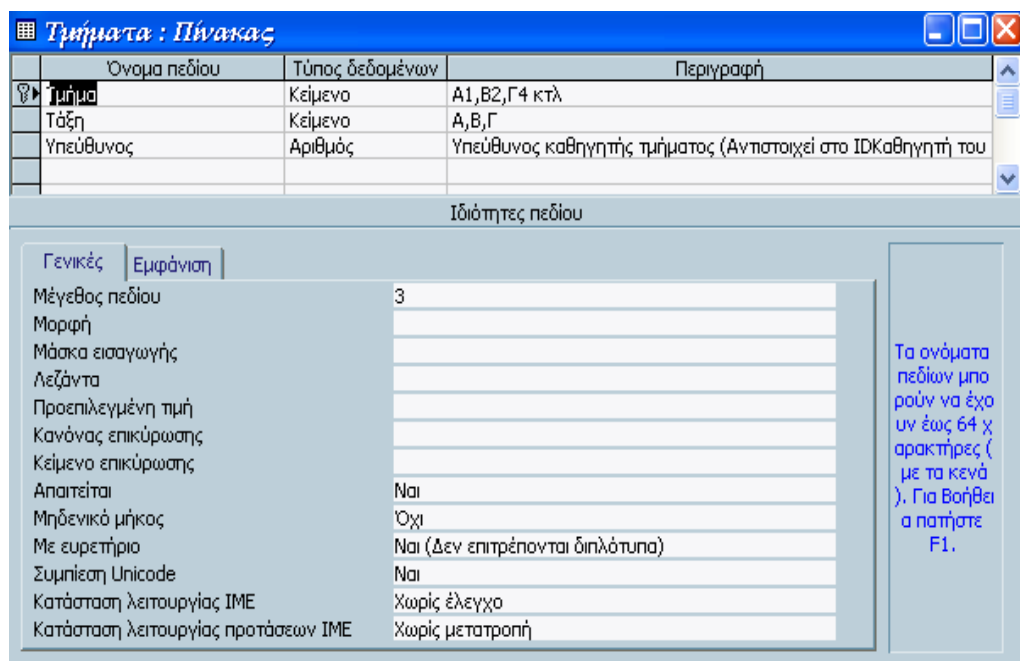 Τμήματα : Πίνακας
Όνομα πεδίου Τύπος δεδομένων Περιγραφή
Τμήμα Κείμενο Α1,Β2,Γ4 κτλ
Τάξη Κείμενο Α,Β,Γ
Υπεύθυνος Αριθμός Υπεύθυνος καθηγητής τμήματος (Αντιστοιχεί στο IDΚαθηγητή του
Ιδιότητες πεδίου
Γενικές Εμφάνιση
Μέγεθος πεδίου 3
Μορφή
Μάσκα εισαγωγής
Λεζάντα
Προεπιλεγμένη τιμή
Κανόνας επικύρωσης
Κείμενο επικύρωσης
Απαιτείται Ναι
Μηδενικό μήκος Όχι
Με ευρετήριο Ναι (Δεν επιτρέπονται διπλότυπα)
Συμπίεση Unicode Ναι
Κατάσταση λειτουργίας IME Χωρίς έλεγχο
Κατάσταση λειτουργίας προτάσεων IME Χωρίς μετατροπή
Τα ονόματα
πεδίων μπο
ρούν να έχο
υν έως 64 χ
αρακτήρες (
με τα κενά
). Για Βοήθει
α πατήστε
F1.